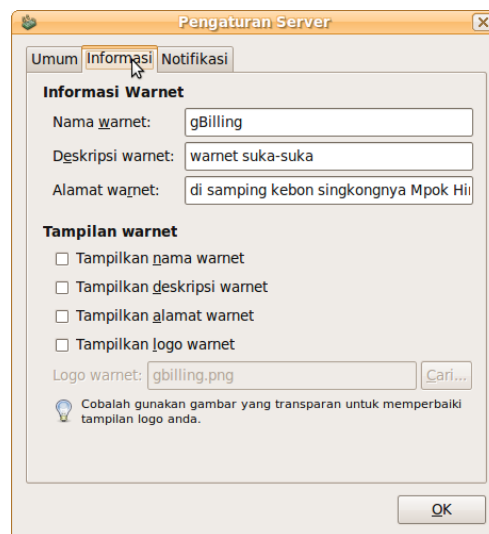 Pengaturan Server
Umum Informasi Notifikasi
Informasi Warnet
Nama warnet: gBilling
Deskripsi warnet: warnet suka-suka
Alamat warnet: di samping kebon singkongnya Mpok
Tampilan warnet
Tampilkan nama warnet
Tampilkan deskripsi warnet
Tampilkan alamat warnet
Tampilkan logo warnet
Logo warnet: gbilling.png Cari...
Cobalah gunakan gambar yang transparan untuk memperbaiki
tampilan logo anda.
OK